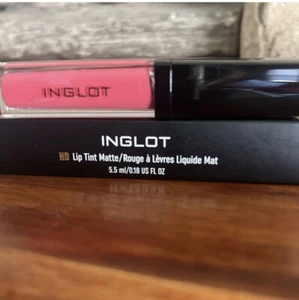 INGLOT
INGLOT
HD Lip Tint Matte/Rouge à Lèvres Liquide Mat
5.5 ml/0.18 US FL OZ